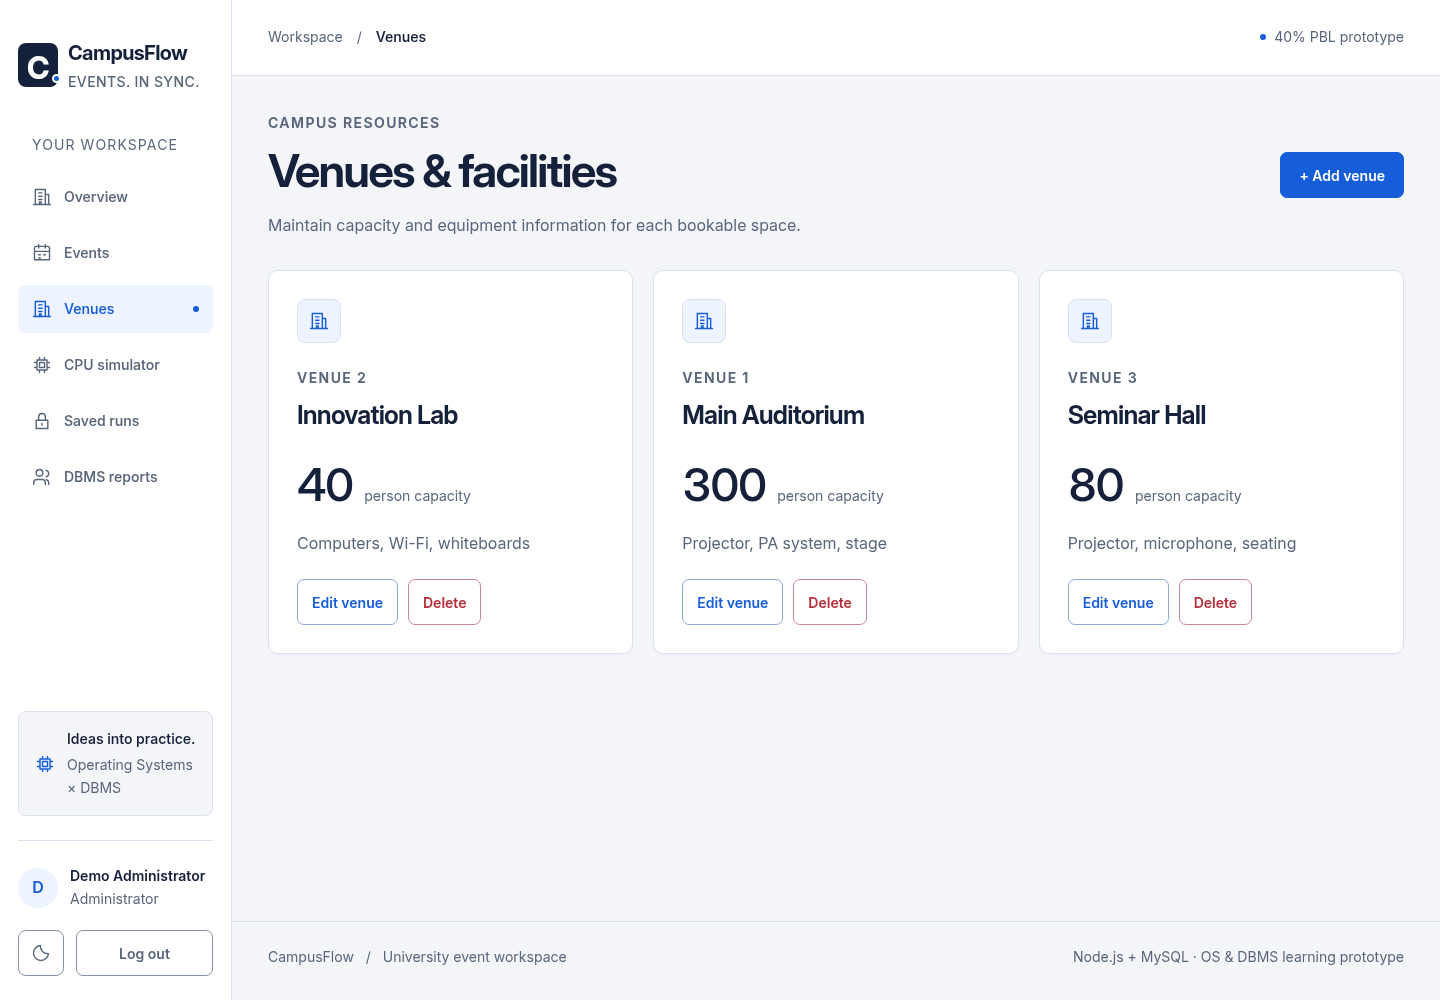 C
CampusFlow
EVENTS. IN SYNC.
YOUR WORKSPACE
Overview
Events
Venues
CPU simulator
Saved runs
DBMS reports
Ideas into practice.
Operating Systems
× DBMS
D
Demo Administrator
Administrator
Log out
Workspace / Venues
40% PBL prototype
CAMPUS RESOURCES
Venues & facilities
+ Add venue
Maintain capacity and equipment information for each bookable space.
VENUE 2
Innovation Lab
40 person capacity
Computers, Wi-Fi, whiteboards
Edit venue
Delete
VENUE 1
Main Auditorium
300 person capacity
Projector, PA system, stage
Edit venue
Delete
VENUE 3
Seminar Hall
80 person capacity
Projector, microphone, seating
Edit venue
Delete
CampusFlow / University event workspace
Node.js + MySQL · OS & DBMS learning prototype